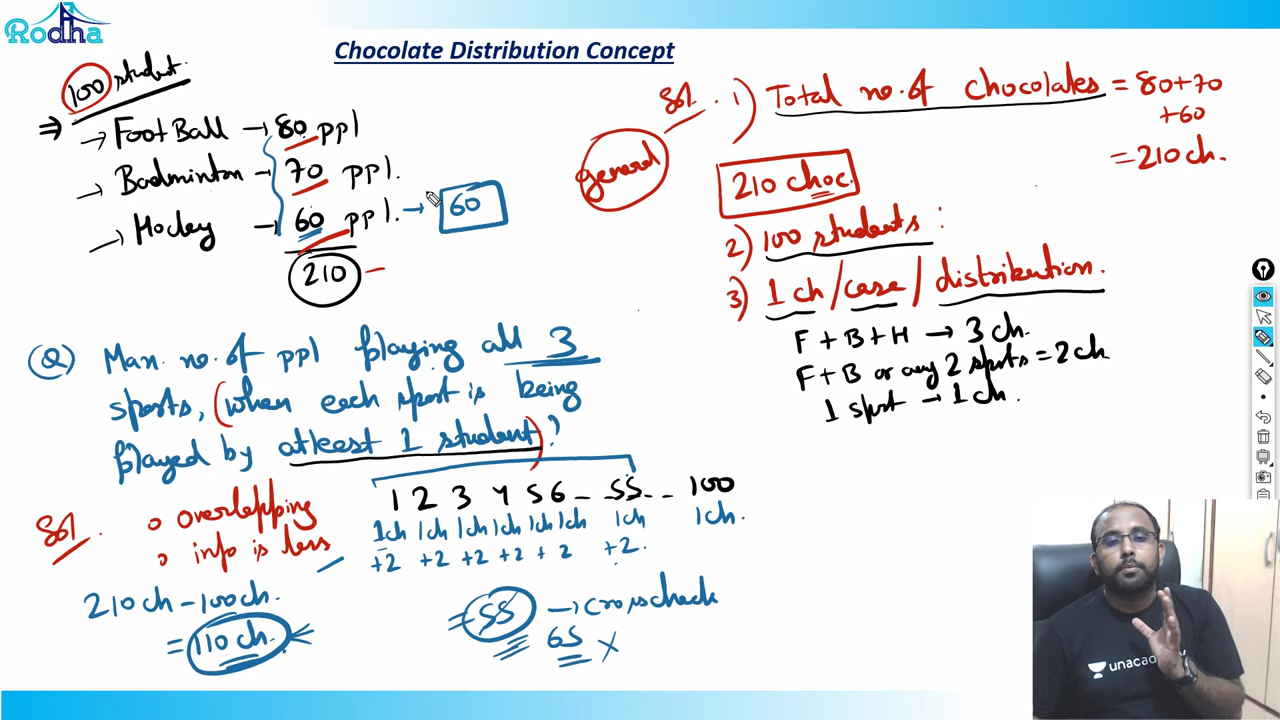 Rodha
Chocolate Distribution Concept
100 student.
⇒ → FootBall → 80 ppl
→ Badminton → 70 ppl.
→ Hockey → 60 ppl. → 60
210 –
(Q) Max. no. of ppl playing all 3
sports, (when each sport is being
played by atleast 1 student)?
Sol. o overlapping
o info is less
210 ch – 100 ch.
= 110 ch.
1 2 3 4 5 6 – – 55 – – 100
1ch 1ch 1ch 1ch 1ch 1ch 1ch 1ch.
+2 +2 +2 +2 +2 +2.
= 55 → crosscheck
65 ×
Sol. 1) Total no. of chocolates = 80+70
+60
= 210 ch.
general
210 choc.
2) 100 students :
3) 1 ch / case / distribution.
F + B + H → 3 ch.
F + B or any 2 sports = 2 ch
1 sport → 1 ch.
unacad